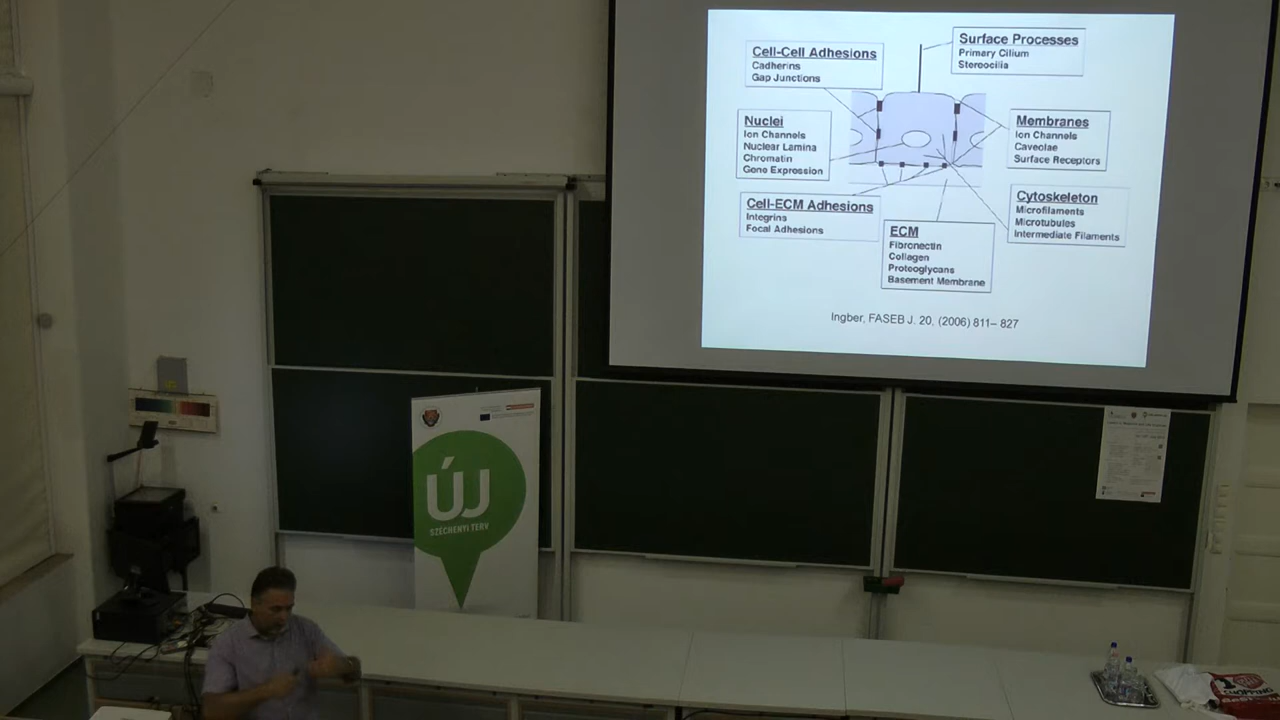 Surface Processes
Primary Cilium
Stereocilia
Cell-Cell Adhesions
Cadherins
Gap Junctions
Nuclei
Ion Channels
Nuclear Lamina
Chromatin
Gene Expression
Membranes
Ion Channels
Caveolae
Surface Receptors
Cell-ECM Adhesions
Integrins
Focal Adhesions
Cytoskeleton
Microfilaments
Microtubules
Intermediate Filaments
ECM
Fibronectin
Collagen
Proteoglycans
Basement Membrane
Ingber, FASEB J. 20, (2006) 811– 827
ÚJ
SZÉCHENYI TERV